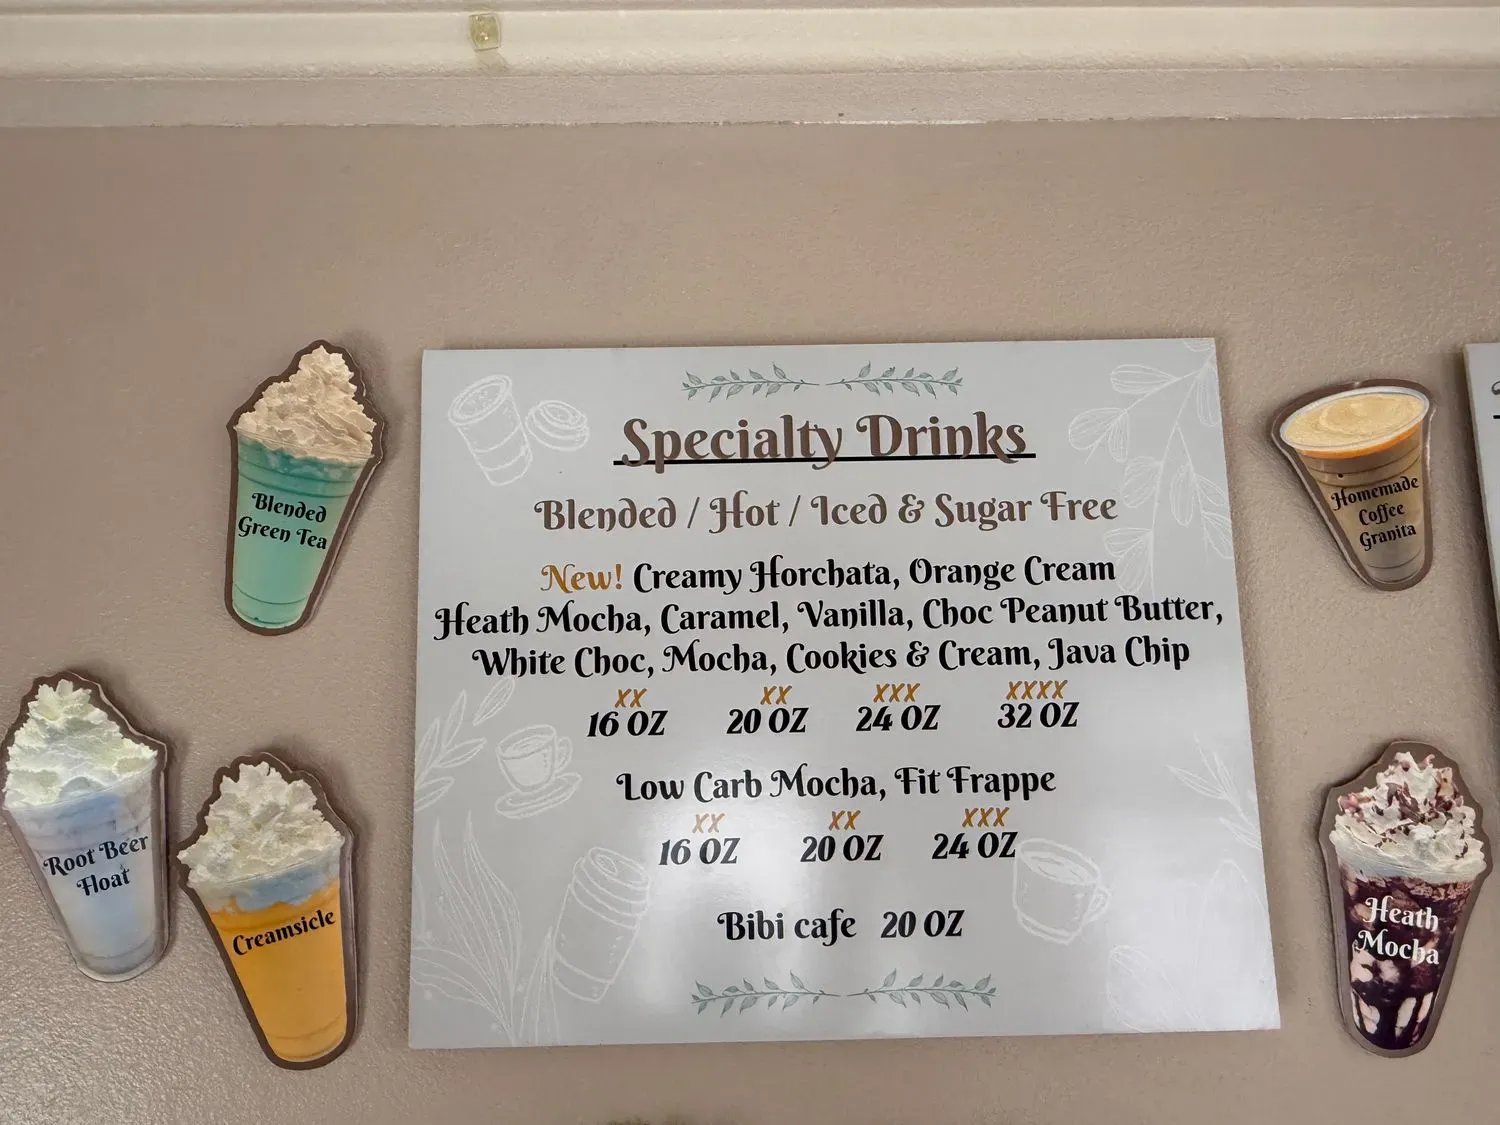 Specialty Drinks
Blended / Hot / Iced & Sugar Free
New! Creamy Horchata, Orange Cream
Heath Mocha, Caramel, Vanilla, Choc Peanut Butter,
White Choc, Mocha, Cookies & Cream, Java Chip
XX XX XXX XXXX
16 OZ 20 OZ 24 OZ 32 OZ
Low Carb Mocha, Fit Frappe
XX XX XXX
16 OZ 20 OZ 24 OZ
Bibi cafe 20 OZ
Blended
Green Tea
Root Beer
Float
Creamsicle
Homemade
Coffee
Granita
Heath
Mocha